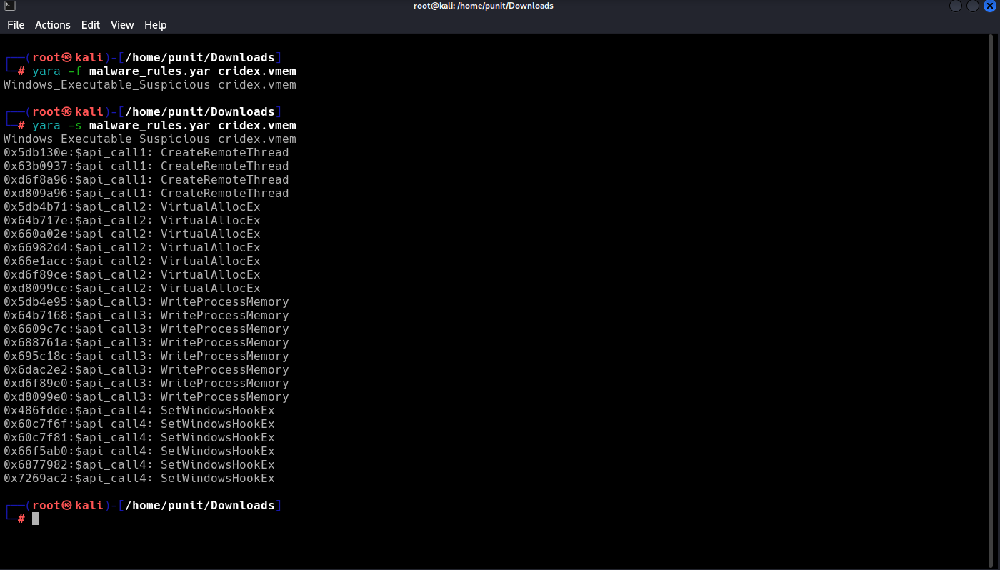 root@kali: /home/punit/Downloads
File Actions Edit View Help
┌──(root㉿kali)-[/home/punit/Downloads]
└─# yara -f malware_rules.yar cridex.vmem
Windows_Executable_Suspicious cridex.vmem
┌──(root㉿kali)-[/home/punit/Downloads]
└─# yara -s malware_rules.yar cridex.vmem
Windows_Executable_Suspicious cridex.vmem
0x5db130e:$api_call1: CreateRemoteThread
0x63b0937:$api_call1: CreateRemoteThread
0xd6f8a96:$api_call1: CreateRemoteThread
0xd809a96:$api_call1: CreateRemoteThread
0x5db4b71:$api_call2: VirtualAllocEx
0x64b717e:$api_call2: VirtualAllocEx
0x660a02e:$api_call2: VirtualAllocEx
0x66982d4:$api_call2: VirtualAllocEx
0x66e1acc:$api_call2: VirtualAllocEx
0xd6f89ce:$api_call2: VirtualAllocEx
0xd8099ce:$api_call2: VirtualAllocEx
0x5db4e95:$api_call3: WriteProcessMemory
0x64b7168:$api_call3: WriteProcessMemory
0x6609c7c:$api_call3: WriteProcessMemory
0x688761a:$api_call3: WriteProcessMemory
0x695c18c:$api_call3: WriteProcessMemory
0x6dac2e2:$api_call3: WriteProcessMemory
0xd6f89e0:$api_call3: WriteProcessMemory
0xd8099e0:$api_call3: WriteProcessMemory
0x486fdde:$api_call4: SetWindowsHookEx
0x60c7f6f:$api_call4: SetWindowsHookEx
0x60c7f81:$api_call4: SetWindowsHookEx
0x66f5ab0:$api_call4: SetWindowsHookEx
0x6877982:$api_call4: SetWindowsHookEx
0x7269ac2:$api_call4: SetWindowsHookEx
┌──(root㉿kali)-[/home/punit/Downloads]
└─#